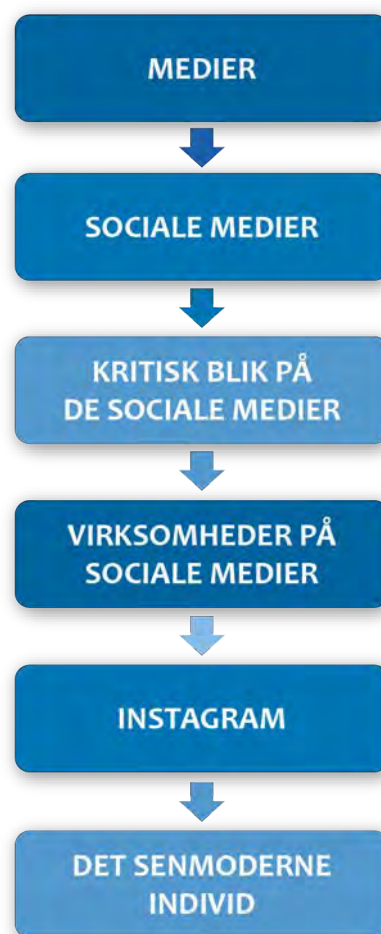 MEDIER
SOCIALE MEDIER
KRITISK BLIK PÅ
DE SOCIALE MEDIER
VIRKSOMHEDER PÅ
SOCIALE MEDIER
INSTAGRAM
DET SENMODERNE
INDIVID